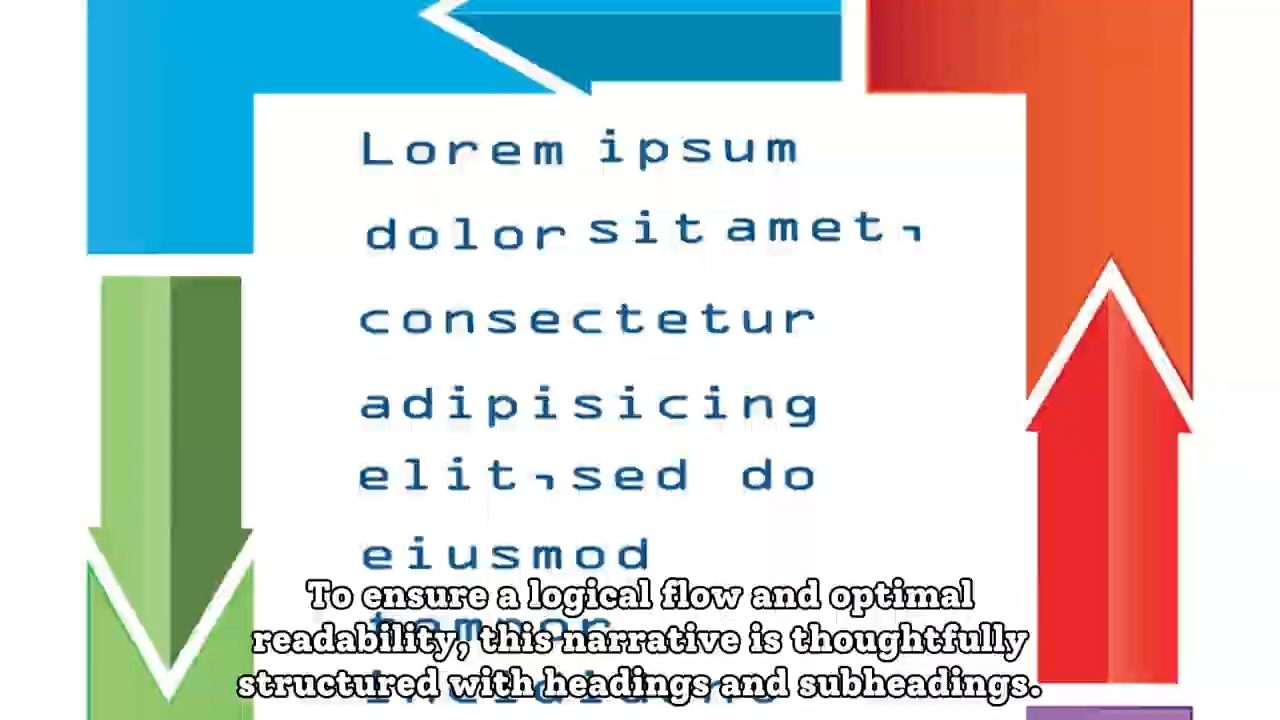 Lorem ipsum
dolor sit amet,
consectetur
adipisicing
elit, sed do
eiusmod
To ensure a logical flow and optimal
readability, this narrative is thoughtfully
structured with headings and subheadings.